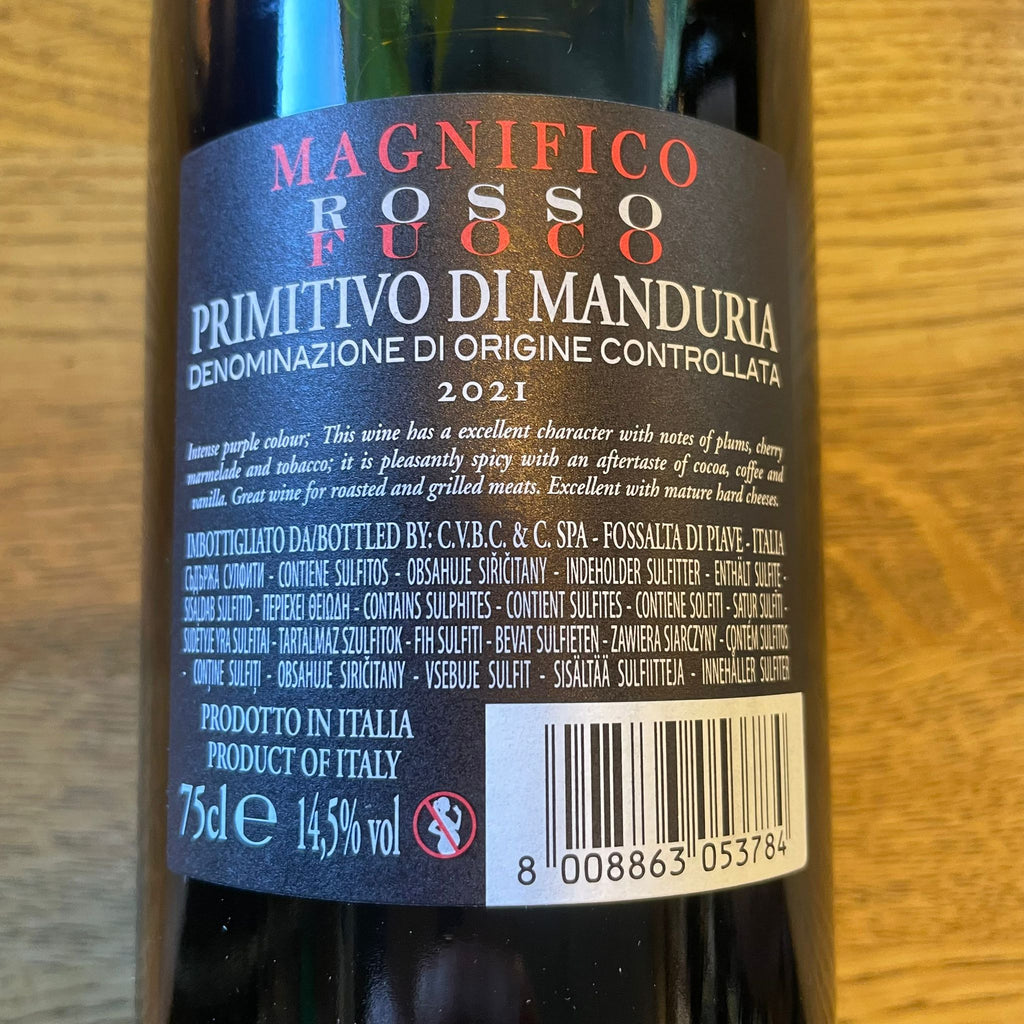 MAGNIFICO
ROSSO
FUOCO
PRIMITIVO DI MANDURIA
DENOMINAZIONE DI ORIGINE CONTROLLATA
2021
Intense purple colour; This wine has a excellent character with notes of plums, cherry
marmelade and tobacco; it is pleasantly spicy with an aftertaste of cocoa, coffee and
vanilla. Great wine for roasted and grilled meats. Excellent with mature hard cheeses.
IMBOTTIGLIATO DA/BOTTLED BY: C.V.B.C. & C. SPA - FOSSALTA DI PIAVE - ITALIA
СЪДЪРЖА СУЛФИТИ - CONTIENE SULFITOS - OBSAHUJE SIŘIČITANY - INDEHOLDER SULFITTER - ENTHÄLT SULFITE -
SISALDAB SULFITID - ΠΕΡΙΕΧΕΙ ΘΕΙΩΔΗ - CONTAINS SULPHITES - CONTIENT SULFITES - CONTIENE SOLFITI - SATUR SULFĪTI -
SUDĖTYJE YRA SULFITAI - TARTALMAZ SZULFITOK - FIH SULFITI - BEVAT SULFIETEN - ZAWIERA SIARCZYNY - CONTÉM SULFITOS
- CONȚINE SULFIȚI - OBSAHUJE SIRIČITANY - VSEBUJE SULFIT - SISÄLTÄÄ SULFIITTEJA - INNEHÅLLER SULFITER
PRODOTTO IN ITALIA
PRODUCT OF ITALY
75cl e 14,5% vol
8 008863 053784